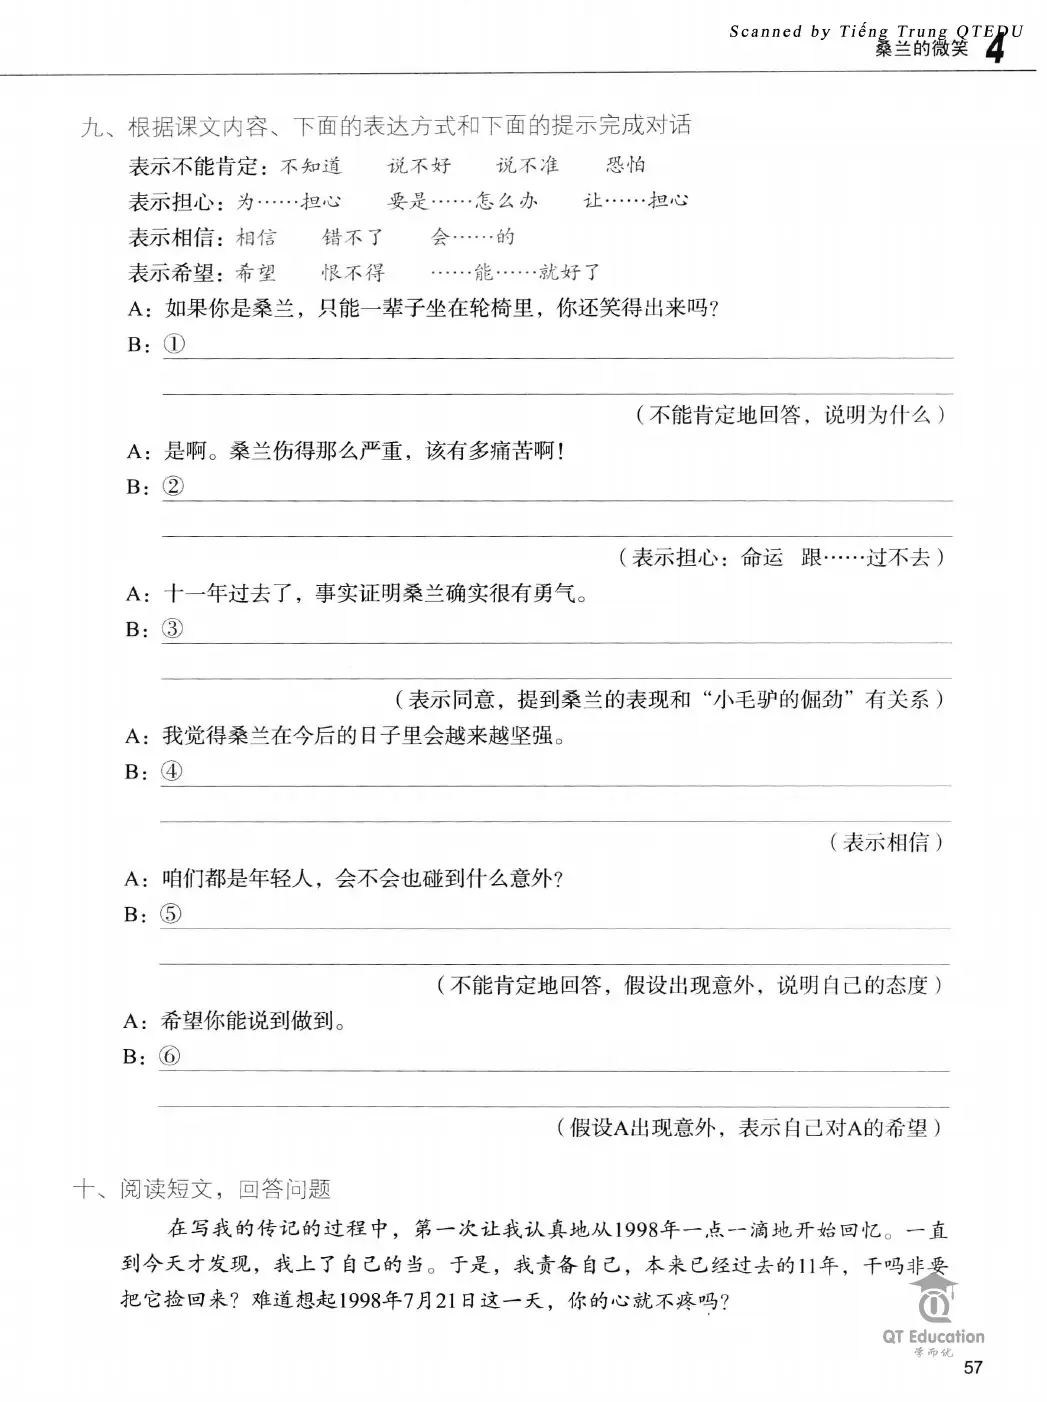 Scanned by Tiếng Trung QTEDU
桑兰的微笑 4
九、根据课文内容、下面的表达方式和下面的提示完成对话
表示不能肯定：不知道 说不好 说不准 恐怕
表示担心：为……担心 要是……怎么办 让……担心
表示相信：相信 错不了 会……的
表示希望：希望 恨不得 ……能……就好了
A：如果你是桑兰，只能一辈子坐在轮椅里，你还笑得出来吗？
B：①
（不能肯定地回答，说明为什么）
A：是啊。桑兰伤得那么严重，该有多痛苦啊！
B：②
（表示担心：命运 跟……过不去）
A：十一年过去了，事实证明桑兰确实很有勇气。
B：③
（表示同意，提到桑兰的表现和“小毛驴的倔劲”有关系）
A：我觉得桑兰在今后的日子里会越来越坚强。
B：④
（表示相信）
A：咱们都是年轻人，会不会也碰到什么意外？
B：⑤
（不能肯定地回答，假设出现意外，说明自己的态度）
A：希望你能说到做到。
B：⑥
（假设A出现意外，表示自己对A的希望）
十、阅读短文，回答问题
在写我的传记的过程中，第一次让我认真地从1998年一点一滴地开始回忆。一直
到今天才发现，我上了自己的当。于是，我责备自己，本来已经过去的11年，干吗非要
把它捡回来？难道想起1998年7月21日这一天，你的心就不疼吗？
QT Education
学而优
57